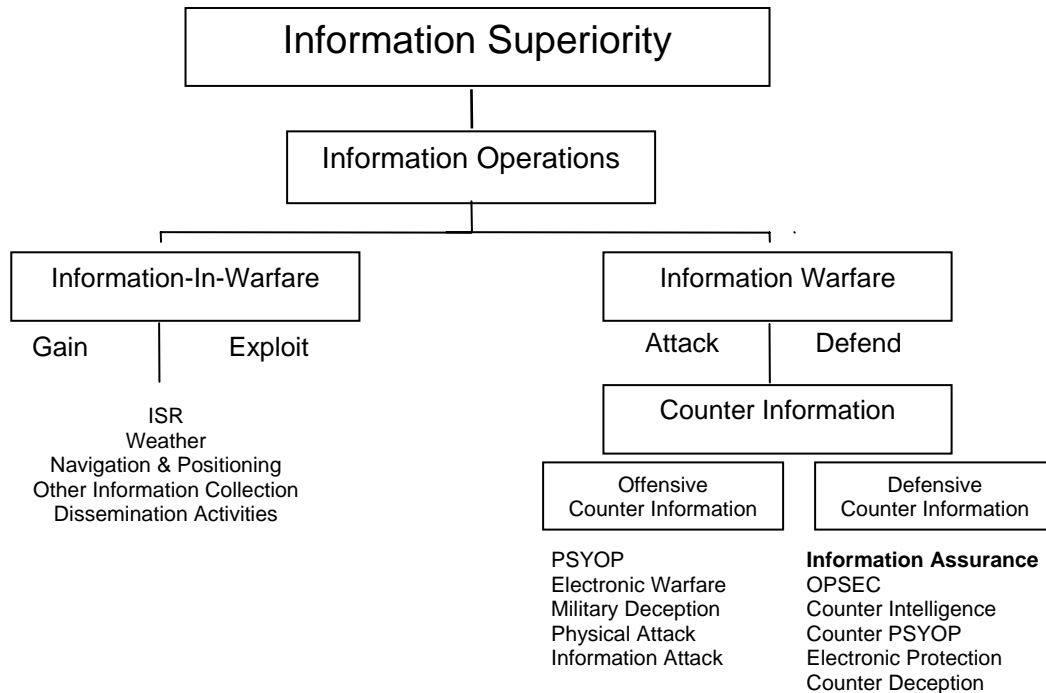 Information Superiority
Information Operations
Information-In-Warfare
Gain
Exploit
ISR
Weather
Navigation & Positioning
Other Information Collection
Dissemination Activities
Information Warfare
Attack
Defend
Counter Information
Offensive
Counter Information
PSYOP
Electronic Warfare
Military Deception
Physical Attack
Information Attack
Defensive
Counter Information
Information Assurance
OPSEC
Counter Intelligence
Counter PSYOP
Electronic Protection
Counter Deception